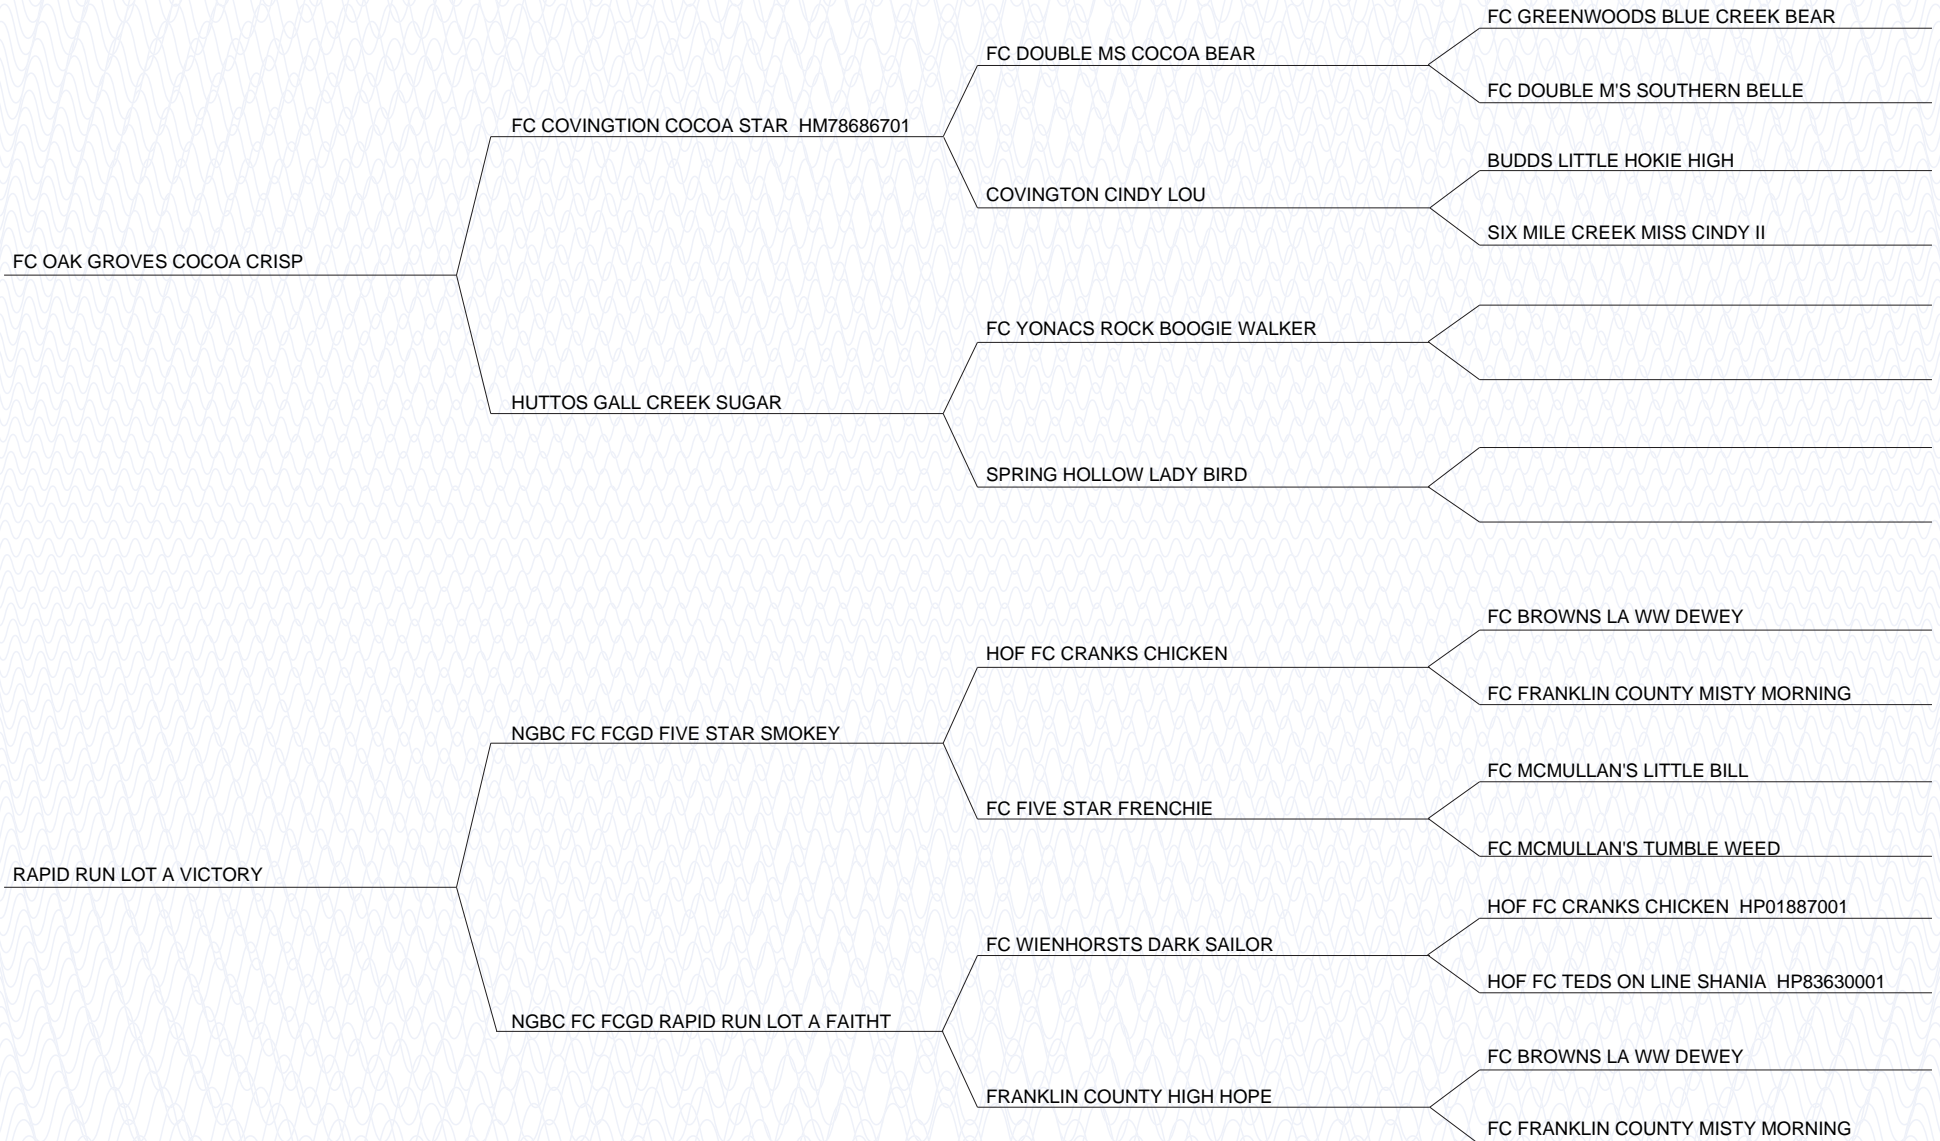 FC GREENWOODS BLUE CREEK BEAR
FC DOUBLE MS COCOA BEAR
FC DOUBLE M'S SOUTHERN BELLE
FC COVINGTION COCOA STAR HM78686701
BUDDS LITTLE HOKIE HIGH
COVINGTON CINDY LOU
SIX MILE CREEK MISS CINDY II
FC OAK GROVES COCOA CRISP
FC YONACS ROCK BOOGIE WALKER
HUTTOS GALL CREEK SUGAR
SPRING HOLLOW LADY BIRD
FC BROWNS LA WW DEWEY
HOF FC CRANKS CHICKEN
FC FRANKLIN COUNTY MISTY MORNING
NGBC FC FCGD FIVE STAR SMOKEY
FC MCMULLAN'S LITTLE BILL
FC FIVE STAR FRENCHIE
FC MCMULLAN'S TUMBLE WEED
RAPID RUN LOT A VICTORY
HOF FC CRANKS CHICKEN HP01887001
FC WIENHORSTS DARK SAILOR
HOF FC TEDS ON LINE SHANIA HP83630001
NGBC FC FCGD RAPID RUN LOT A FAITHT
FC BROWNS LA WW DEWEY
FRANKLIN COUNTY HIGH HOPE
FC FRANKLIN COUNTY MISTY MORNING